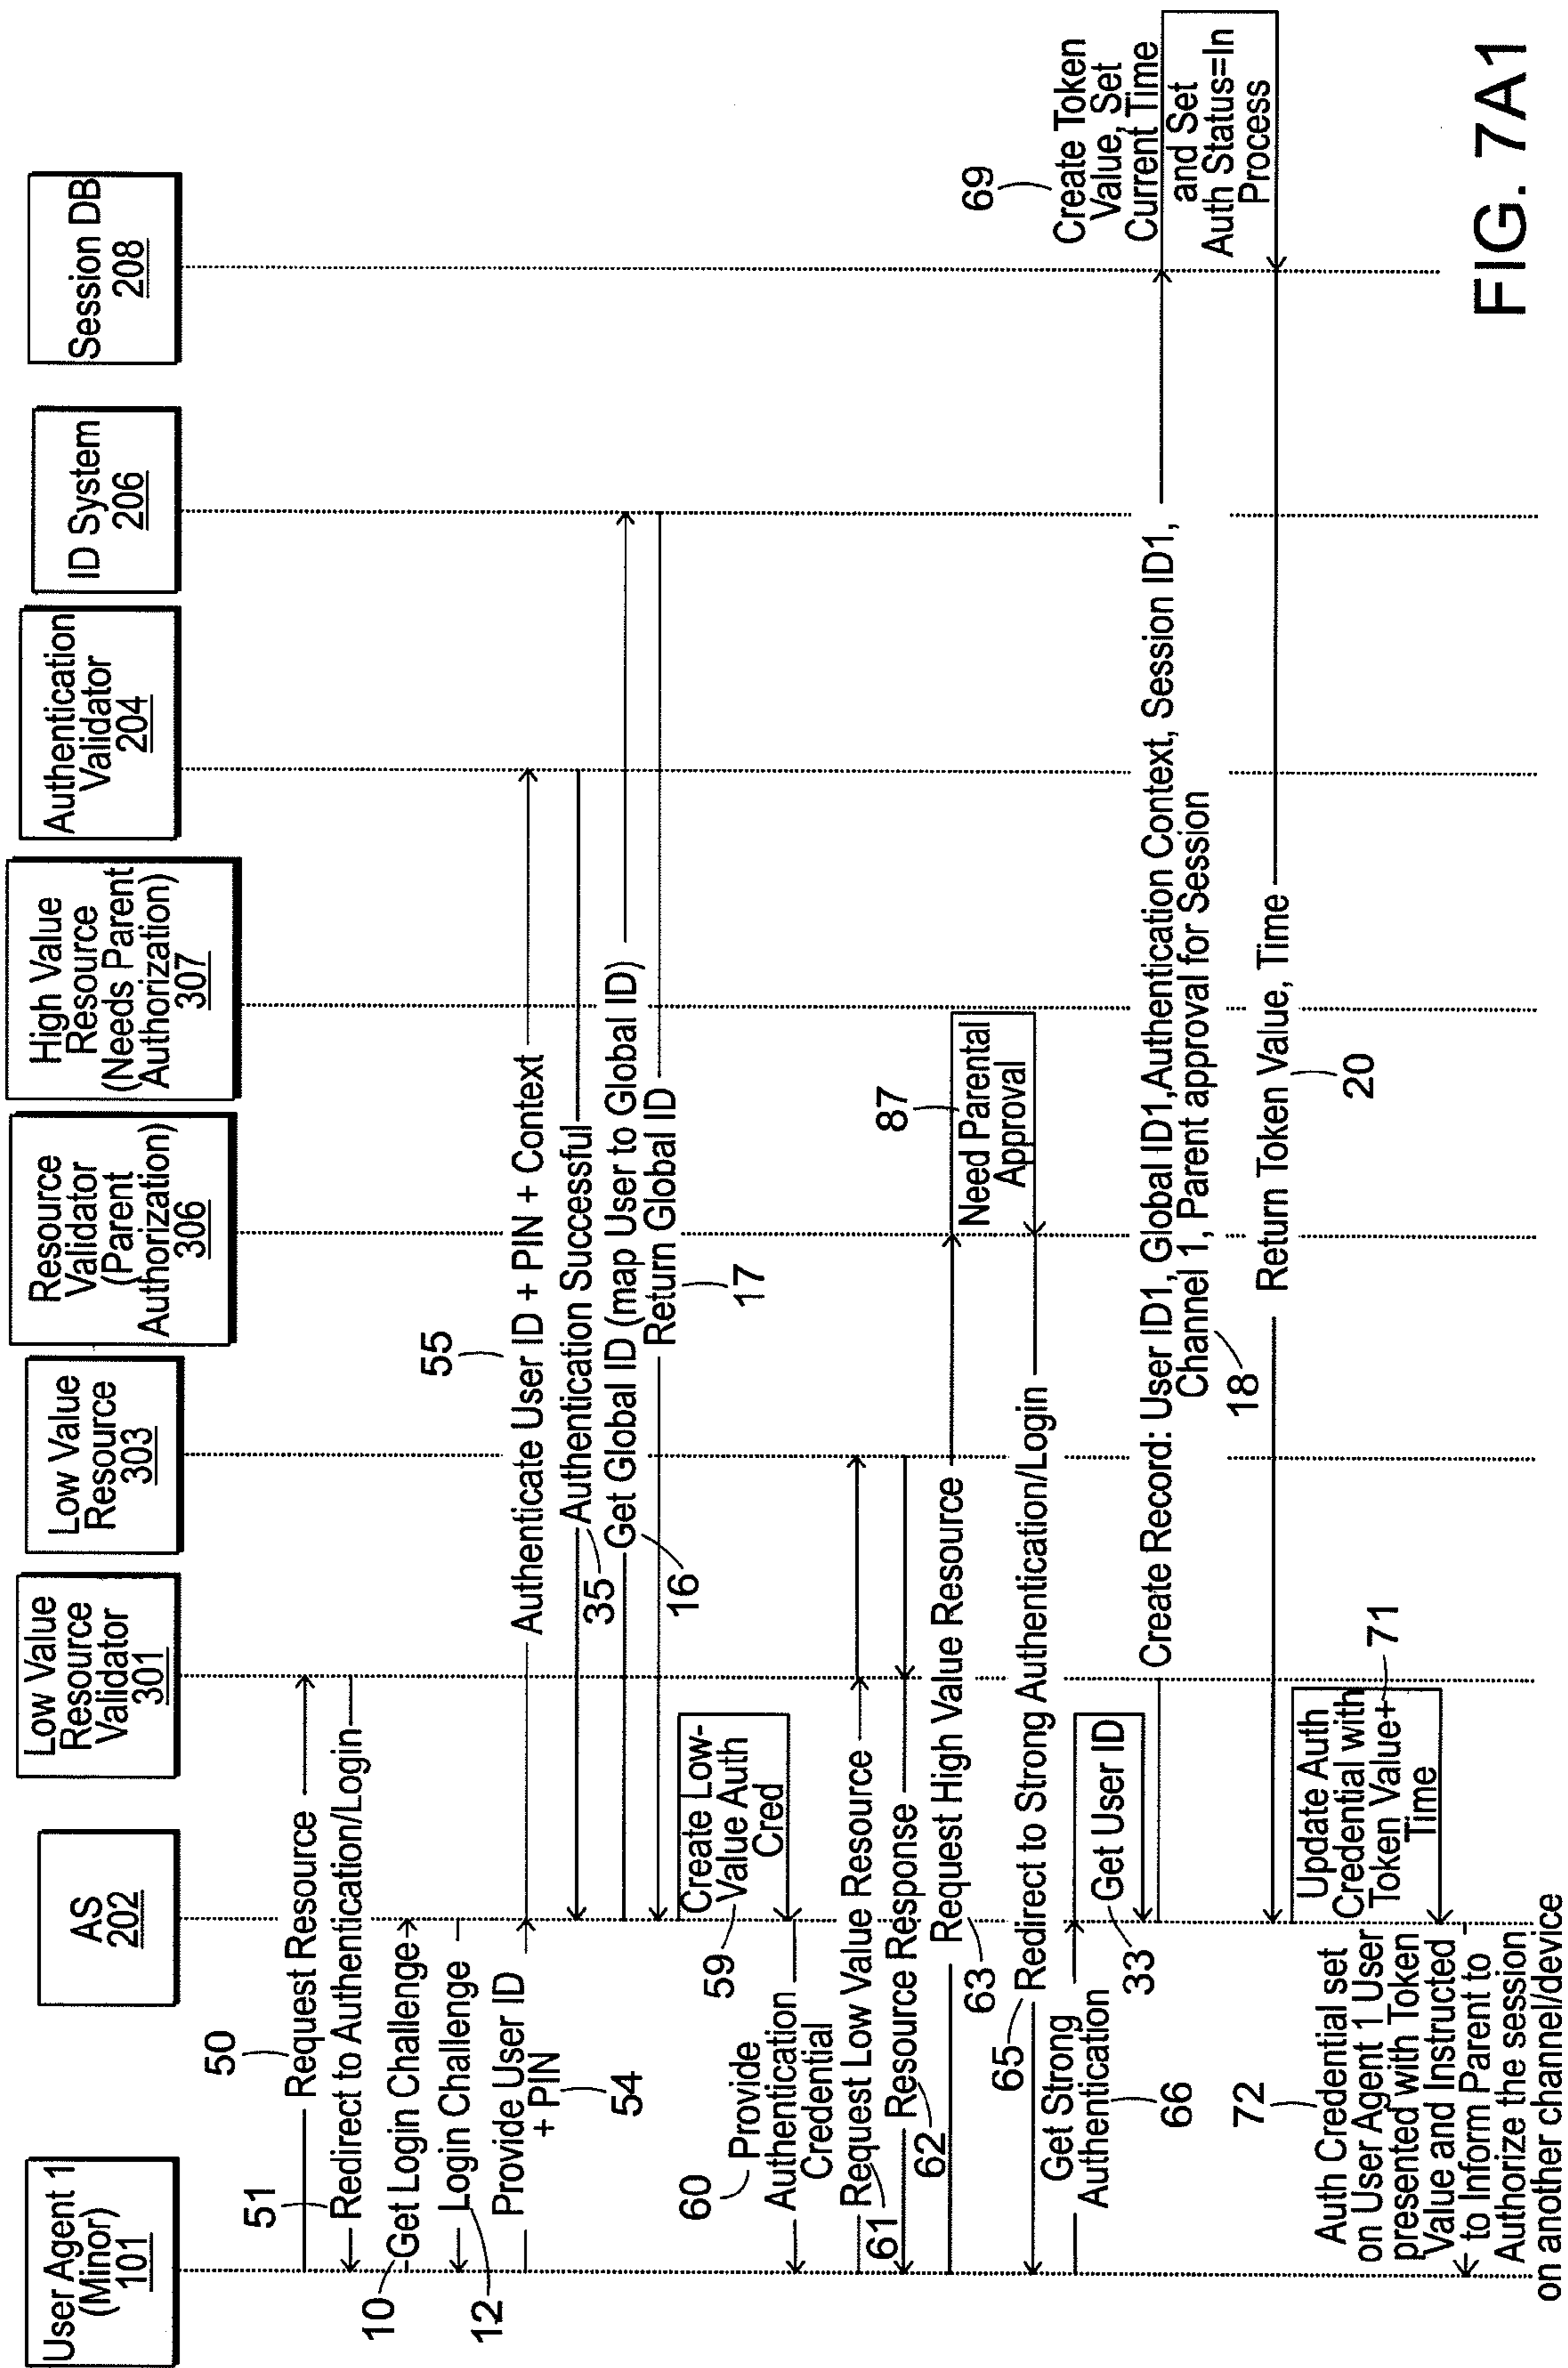 User Agent 1
(Minor)
101
AS
202
Low Value
Resource
Validator
301
Low Value
Resource
303
Resource
Validator
(Parent
Authorization)
306
High Value
Resource
(Needs Parent
Authorization)
307
Authentication
Validator
204
ID System
206
Session DB
208
50
Request Resource
51
Redirect to Authentication/Login
10
Get Login Challenge
Login Challenge
12
Provide User ID
+ PIN
54
55
Authenticate User ID + PIN + Context
Authentication Successful
35
Get Global ID (map User to Global ID)
16
Return Global ID
17
Create Low-
Value Auth
Cred
59
60
Provide
Authentication
Credential
Request Low Value Resource
61
Resource Response
62
Request High Value Resource
63
87
Need Parental
Approval
65
Redirect to Strong Authentication/Login
Get Strong
Authentication
66
Get User ID
33
Create Record: User ID1, Global ID1,Authentication Context, Session ID1,
Channel 1, Parent approval for Session
18
69
Create Token
Value, Set
Current Time
and Set
Auth Status=In
Process
Return Token Value, Time
20
Update Auth
Credential with
Token Value+
Time
71
72
Auth Credential set
on User Agent 1 User
presented with Token
Value and Instructed
to Inform Parent to
Authorize the session
on another channel/device
FIG. 7A1